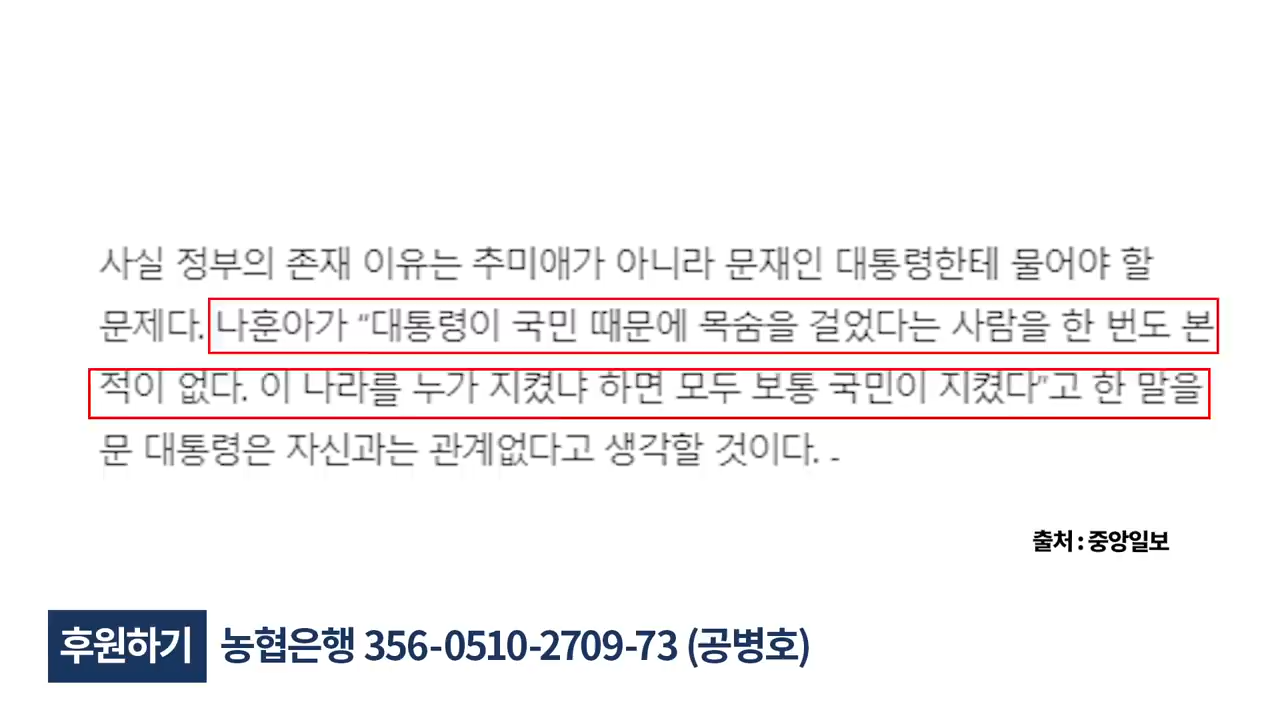 사실 정부의 존재 이유는 추미애가 아니라 문재인 대통령한테 물어야 할
문제다. 나훈아가 “대통령이 국민 때문에 목숨을 걸었다는 사람을 한 번도 본
적이 없다. 이 나라를 누가 지켰냐 하면 모두 보통 국민이 지켰다”고 한 말을
문 대통령은 자신과는 관계없다고 생각할 것이다. -
출처 : 중앙일보
후원하기 농협은행 356-0510-2709-73 (공병호)